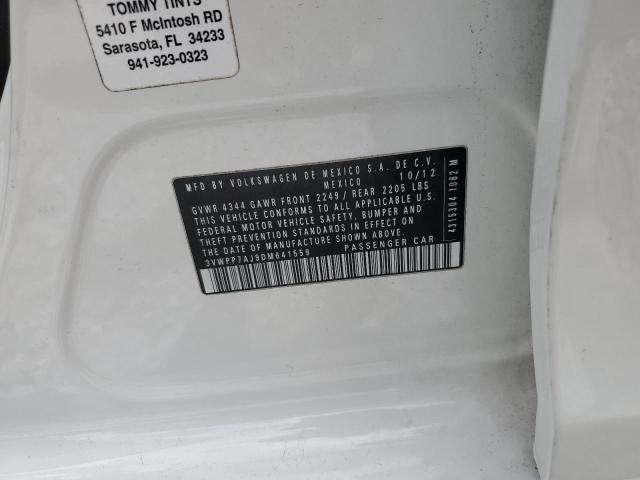 TOMMY TINTS
5410 F McIntosh RD
Sarasota, FL 34233
941-923-0323
MFD BY VOLKSWAGEN DE MEXICO S.A. DE C.V.
MEXICO 10/12
GVWR 4344 GAWR FRONT 2249 / REAR 2205 LBS
THIS VEHICLE CONFORMS TO ALL APPLICABLE U.S.
FEDERAL MOTOR VEHICLE SAFETY, BUMPER AND
THEFT PREVENTION STANDARDS IN EFFECT ON
THE DATE OF MANUFACTURE SHOWN ABOVE.
3VWPP7AJ9DM641559 PASSENGER CAR
4315304 1082 M